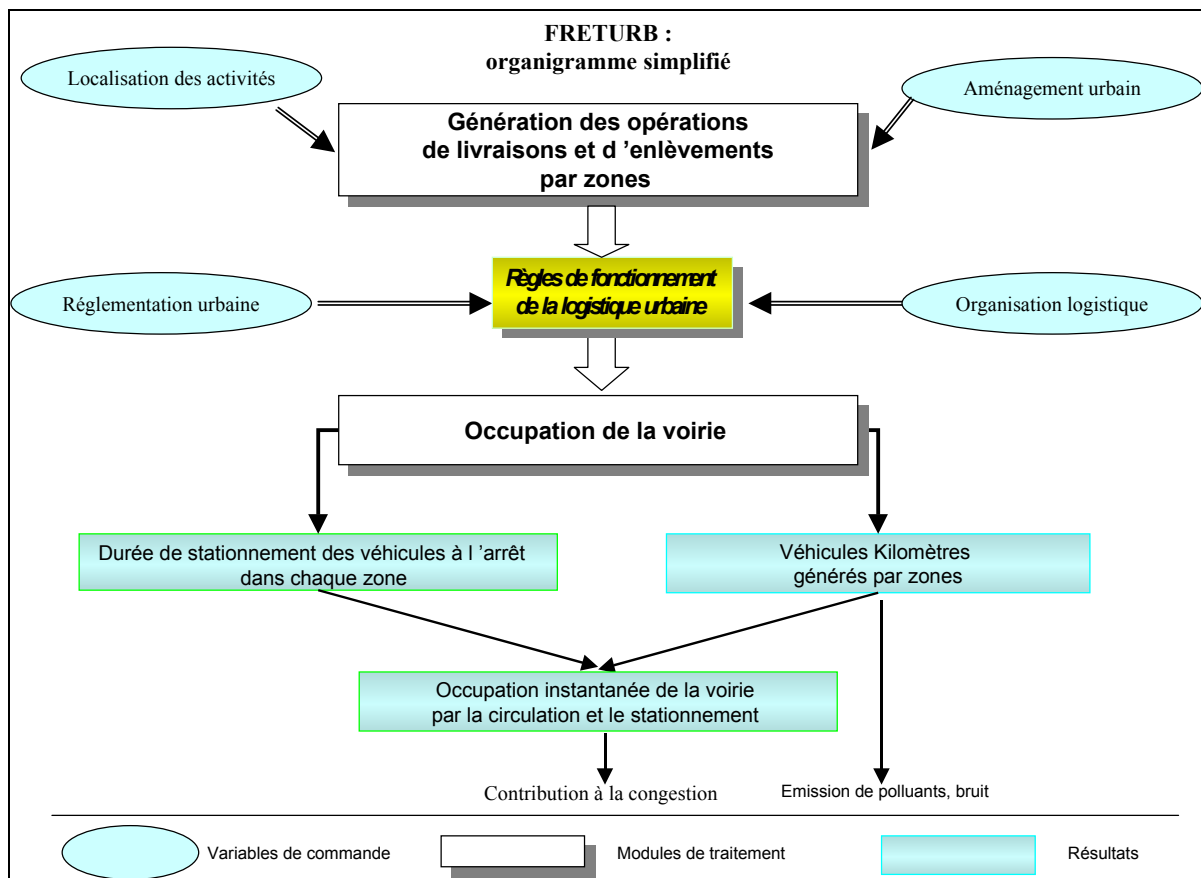 FRETURB :
organigramme simplifié
Localisation des activités
Aménagement urbain
Génération des opérations
de livraisons et d ’enlèvements
par zones
Règles de fonctionnement
de la logistique urbaine
Réglementation urbaine
Organisation logistique
Occupation de la voirie
Durée de stationnement des véhicules à l ’arrêt
dans chaque zone
Véhicules Kilomètres
générés par zones
Occupation instantanée de la voirie
par la circulation et le stationnement
Contribution à la congestion
Emission de polluants, bruit
Variables de commande
Modules de traitement
Résultats